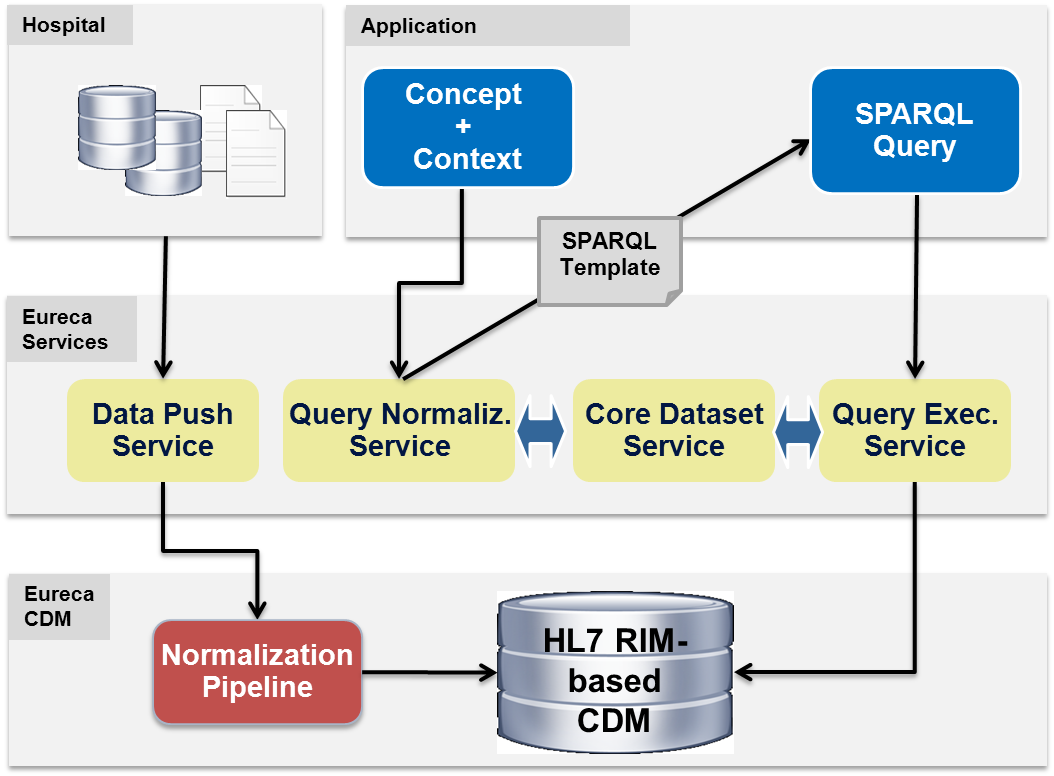 Hospital
Application
Concept
+
Context
SPARQL
Query
SPARQL
Template
Eureca
Services
Data Push
Service
Query Normaliz.
Service
Core Dataset
Service
Query Exec.
Service
Eureca
CDM
Normalization
Pipeline
HL7 RIM-
based
CDM